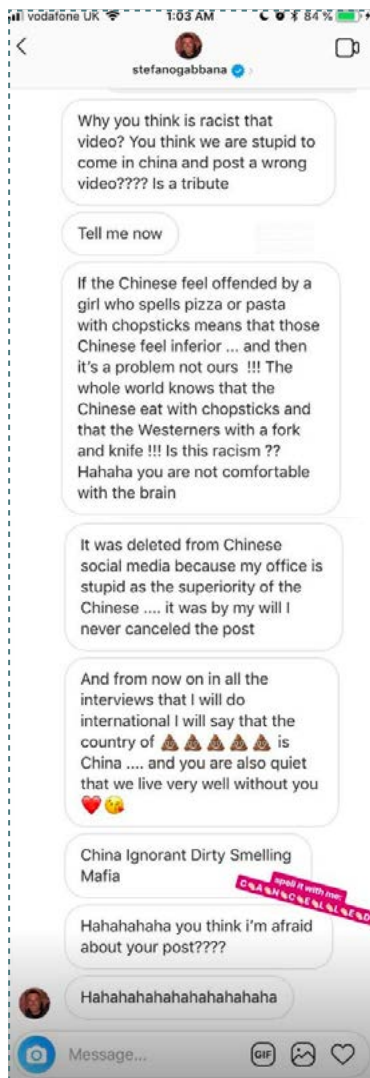 vodafone UK 1:03 AM 84 %
stefanogabbana
Why you think is racist that
video? You think we are stupid to
come in china and post a wrong
video???? Is a tribute
Tell me now
If the Chinese feel offended by a
girl who spells pizza or pasta
with chopsticks means that those
Chinese feel inferior ... and then
it's a problem not ours !!! The
whole world knows that the
Chinese eat with chopsticks and
that the Westerners with a fork
and knife !!! Is this racism ??
Hahaha you are not comfortable
with the brain
It was deleted from Chinese
social media because my office is
stupid as the superiority of the
Chinese .... it was by my will I
never canceled the post
And from now on in all the
interviews that I will do
international I will say that the
country of 💩💩💩💩💩 is
China .... and you are also quiet
that we live very well without you
❤️😘
China Ignorant Dirty Smelling
Mafia
spell it with me:
C A N C E L L E D
Hahahahaha you think i'm afraid
about your post????
Hahahahahahahahahahaha
Message...
GIF